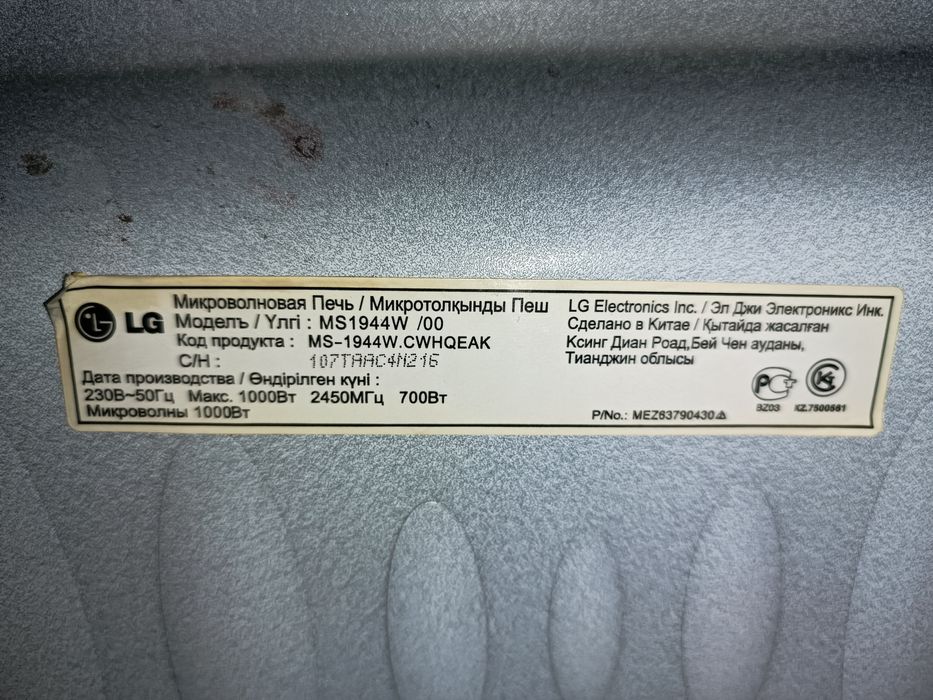 LG
Микроволновая Печь / Микротолқынды Пеш
Модель / Үлгі : MS1944W /00
Код продукта : MS-1944W.CWHQEAK
С/Н : 107TAAC4N216
Дата производства / Өндірілген күні :
230В~50Гц Макс. 1000Вт 2450МГц 700Вт
Микроволны 1000Вт
LG Electronics Inc. / Эл Джи Электроникс Инк.
Сделано в Китае / Қытайда жасалған
Ксинг Диан Роад,Бей Чен ауданы,
Тианджин облысы
РСТ
BZ03 KZ.7500561
P/No.: MEZ63790430